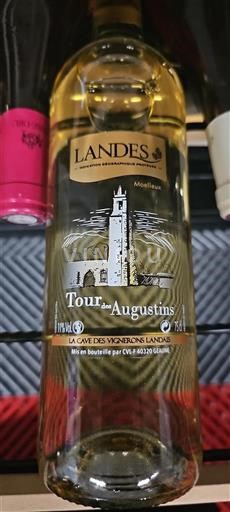 LANDES
INDICATION GÉOGRAPHIQUE PROTÉGÉE
Moelleux
Tour des Augustins
11% Vol.
75cl
LA CAVE DES VIGNERONS LANDAIS
Mis en bouteille par CVL-F 40320 GEAUNE